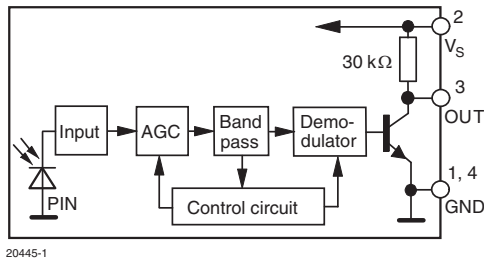 2
V_S
30 kΩ
3
OUT
Input
AGC
Band
pass
Demo-
dulator
1, 4
GND
PIN
Control circuit
20445-1